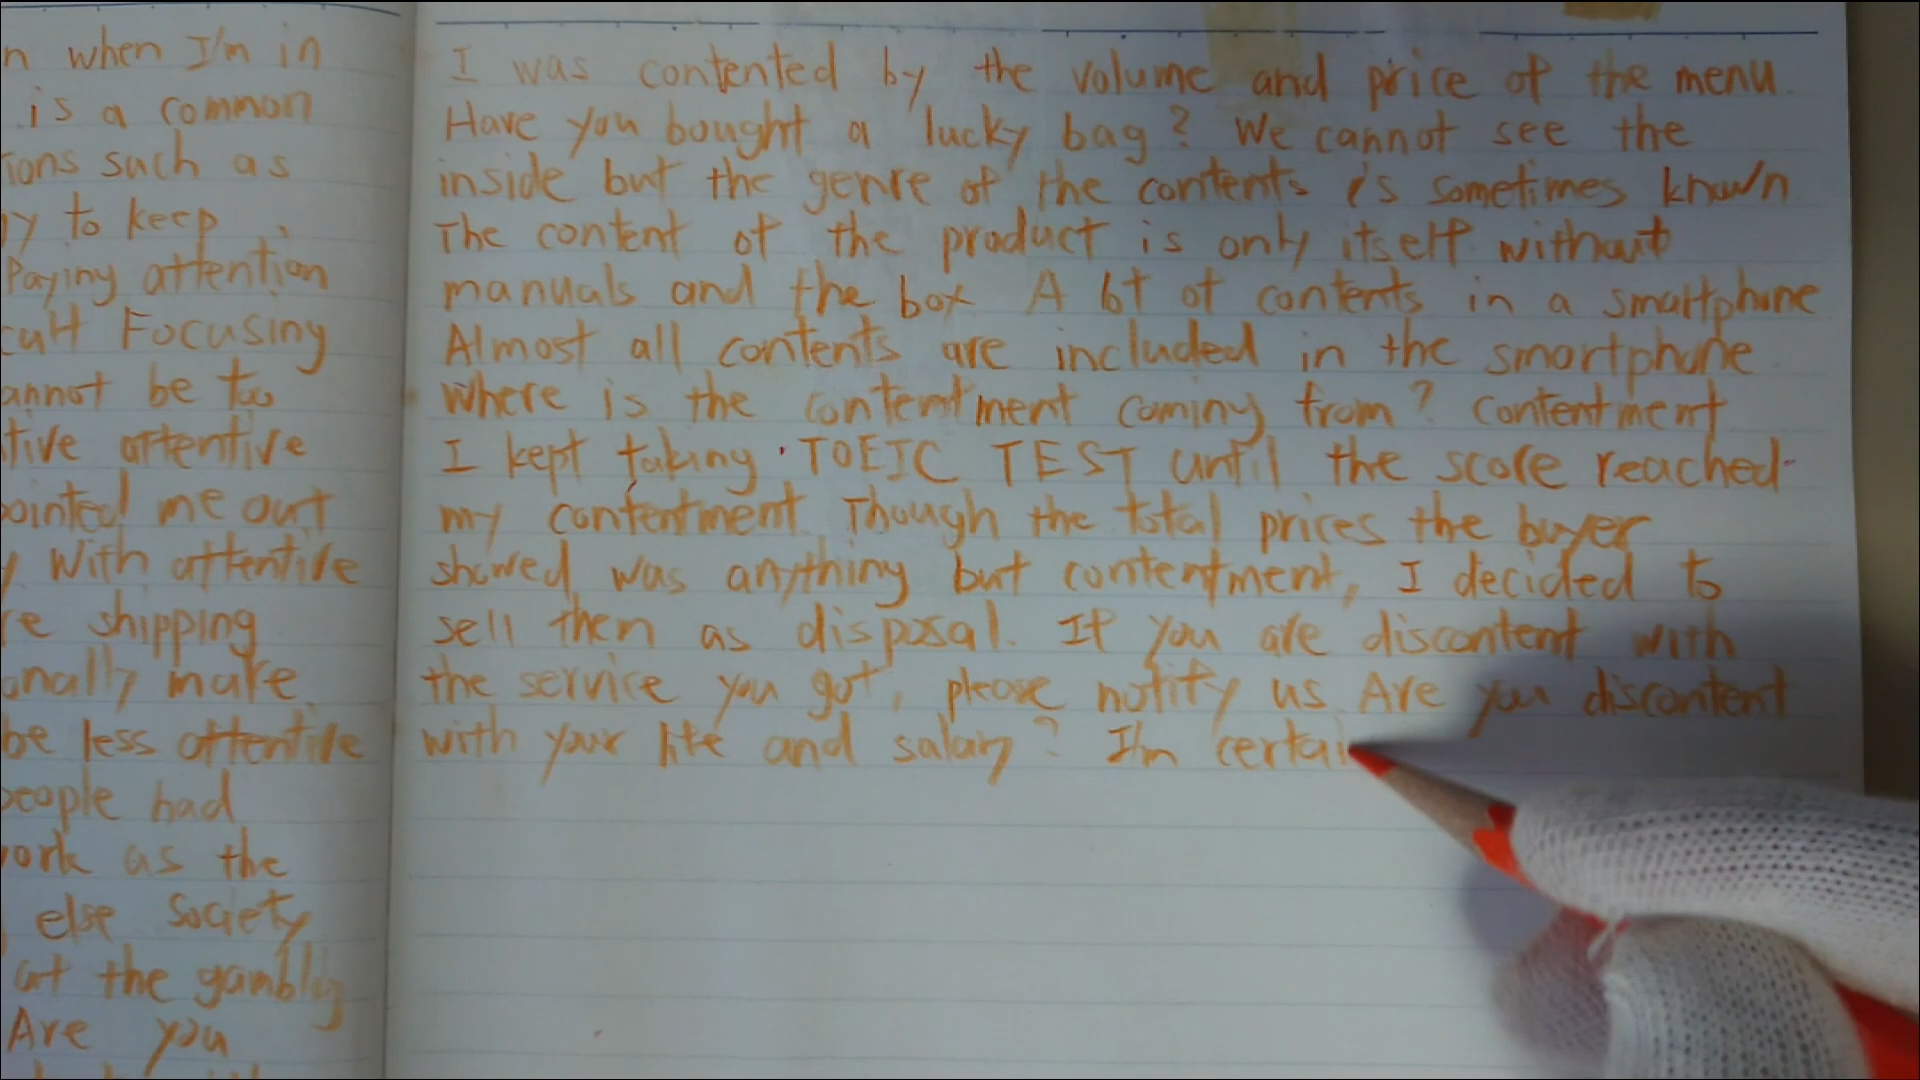 n when I'm in
is a common
ions such as
ny to keep
Paying attention
cult Focusing
annot be too
tive attentive
pointed me out
y With attentive
re shipping
onally make
be less attentive
people had
work as the
else Society
at the gambling
Are you
I was contented by the volume and price of the menu.
Have you bought a lucky bag? We cannot see the
inside but the genre of the contents is sometimes known
The content of the product is only itself without
manuals and the box A lot of contents in a smartphone
Almost all contents are included in the smartphone
Where is the contentment coming from? Contentment
I kept taking TOEIC TEST until the score reached
my contentment Though the total prices the buyer
showed was anything but contentment, I decided to
sell them as disposal. If you are discontent with
the service you got, please notify us Are you discontent
with your life and salary? I'm certai